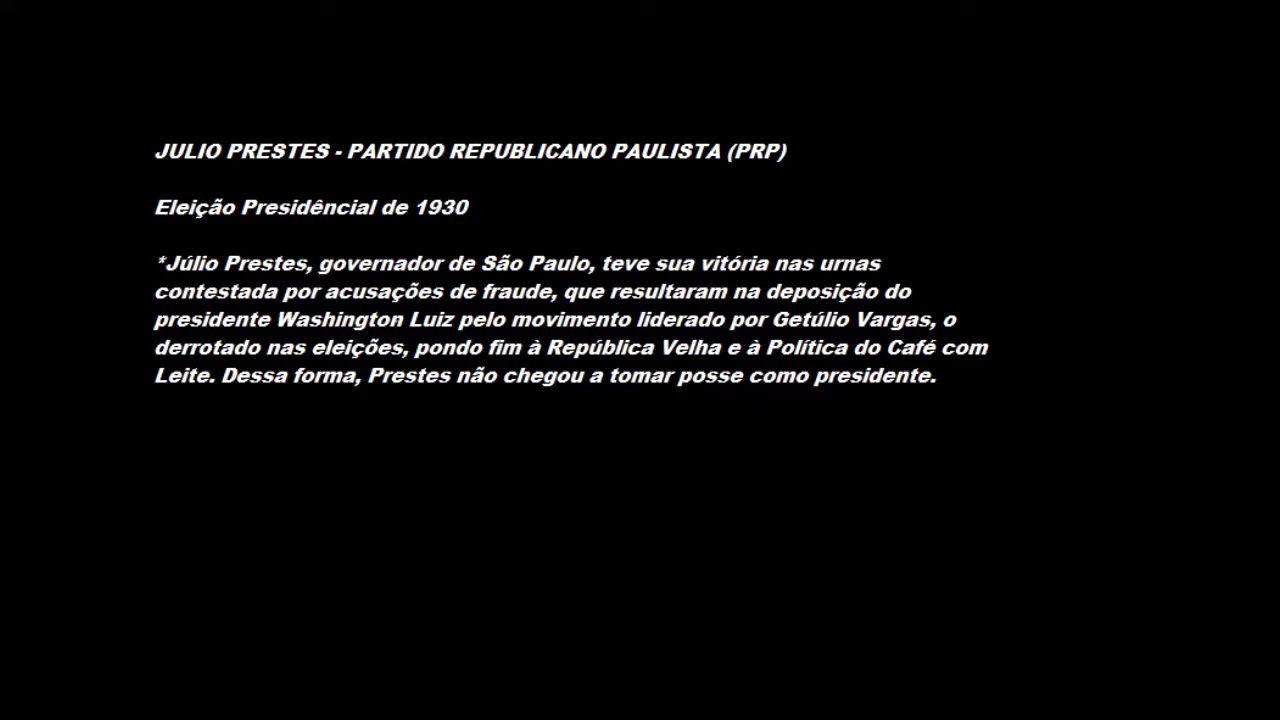 JULIO PRESTES - PARTIDO REPUBLICANO PAULISTA (PRP)
Eleição Presidêncial de 1930
*Júlio Prestes, governador de São Paulo, teve sua vitória nas urnas
contestada por acusações de fraude, que resultaram na deposição do
presidente Washington Luiz pelo movimento liderado por Getúlio Vargas, o
derrotado nas eleições, pondo fim à República Velha e à Política do Café com
Leite. Dessa forma, Prestes não chegou a tomar posse como presidente.